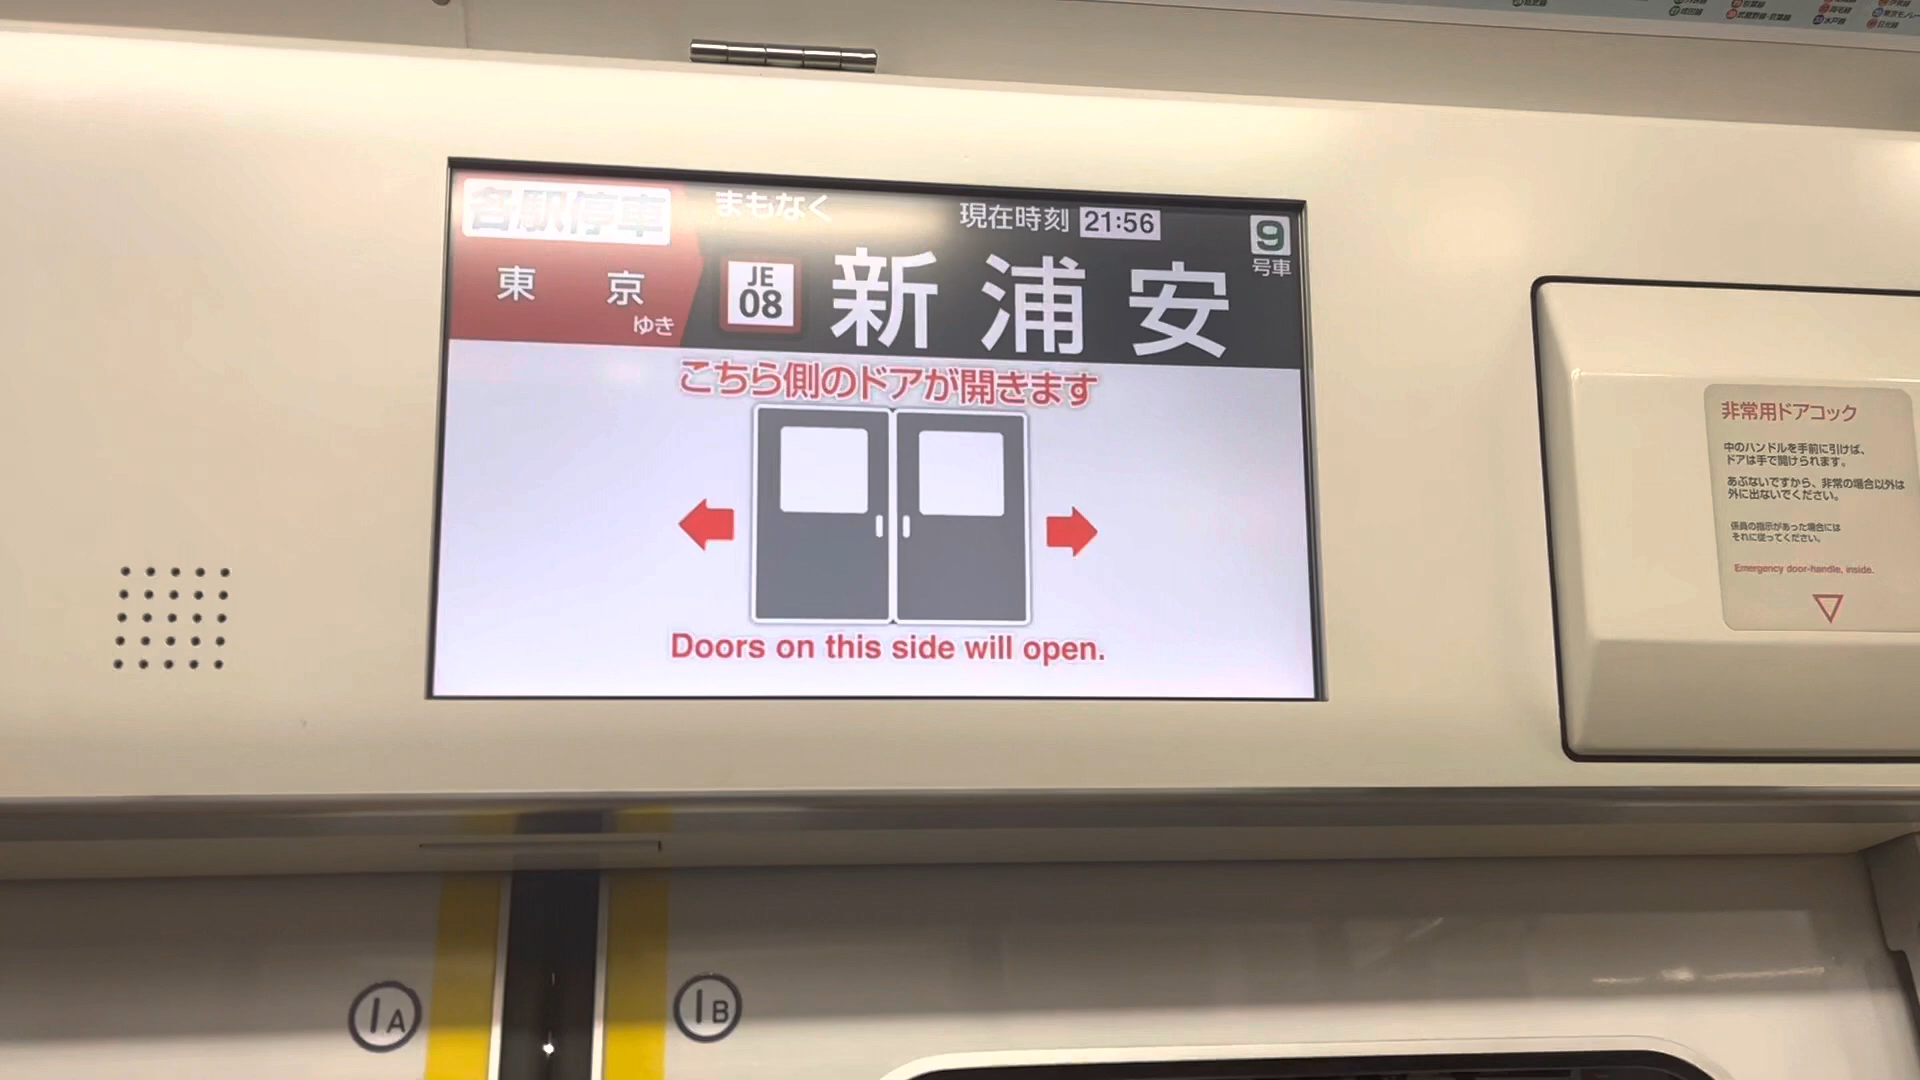 各駅停車
まもなく
現在時刻 21:56
9
号車
東京
ゆき
JE
08
新浦安
こちら側のドアが開きます
Doors on this side will open.
非常用ドアコック
中のハンドルを手前に引けば、
ドアは手で開けられます。
あぶないですから、非常の場合以外は
外に出ないでください。
係員の指示があった場合には
それに従ってください。
Emergency door-handle, inside.
1A
1B